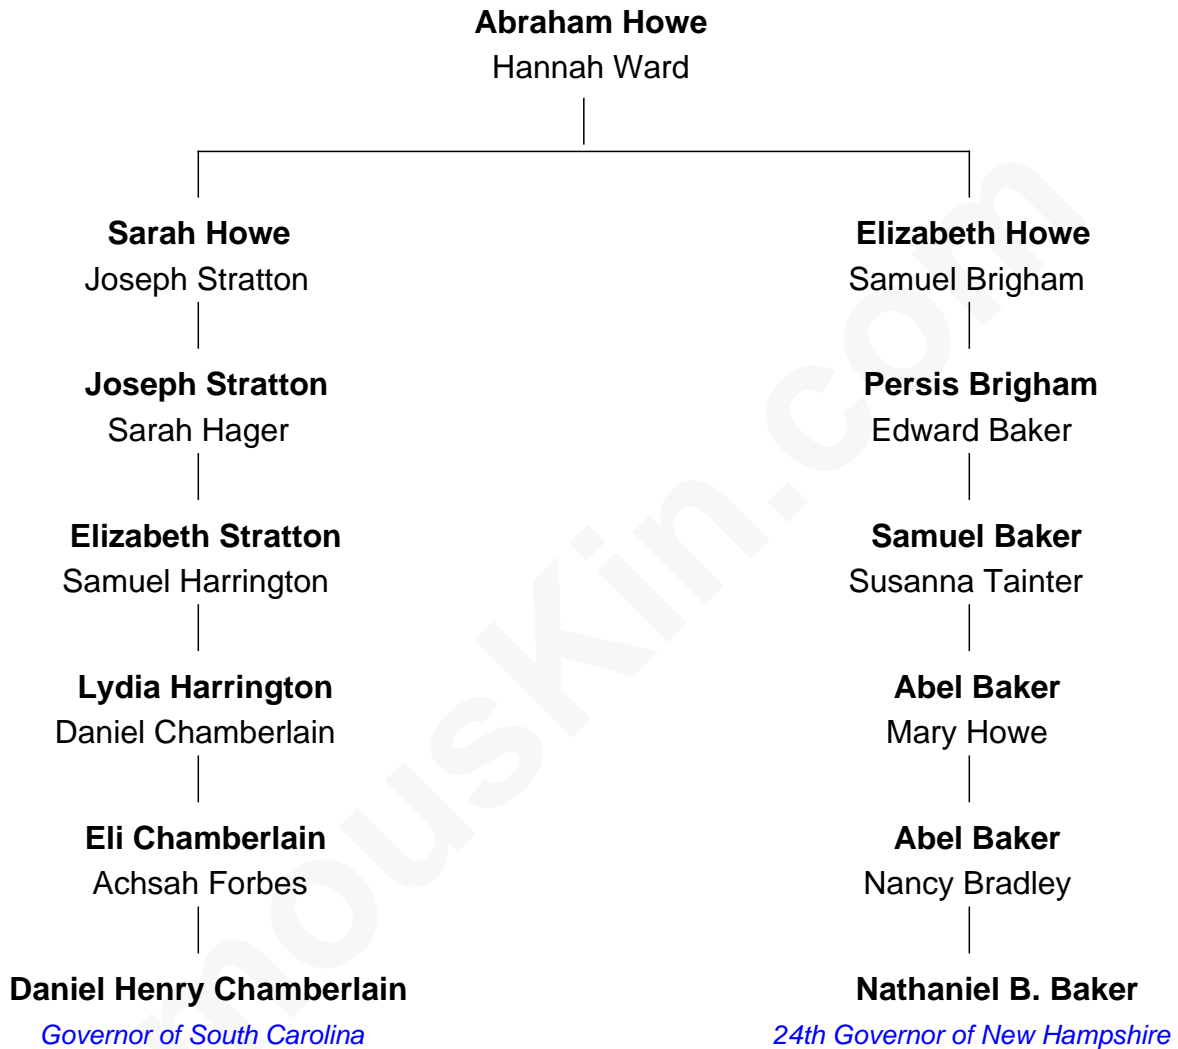 Abraham Howe
Hannah Ward
Sarah Howe
Joseph Stratton
Joseph Stratton
Sarah Hager
Elizabeth Stratton
Samuel Harrington
Lydia Harrington
Daniel Chamberlain
Eli Chamberlain
Achsah Forbes
Daniel Henry Chamberlain
Governor of South Carolina
Elizabeth Howe
Samuel Brigham
Persis Brigham
Edward Baker
Samuel Baker
Susanna Tainter
Abel Baker
Mary Howe
Abel Baker
Nancy Bradley
Nathaniel B. Baker
24th Governor of New Hampshire
mousKin.com